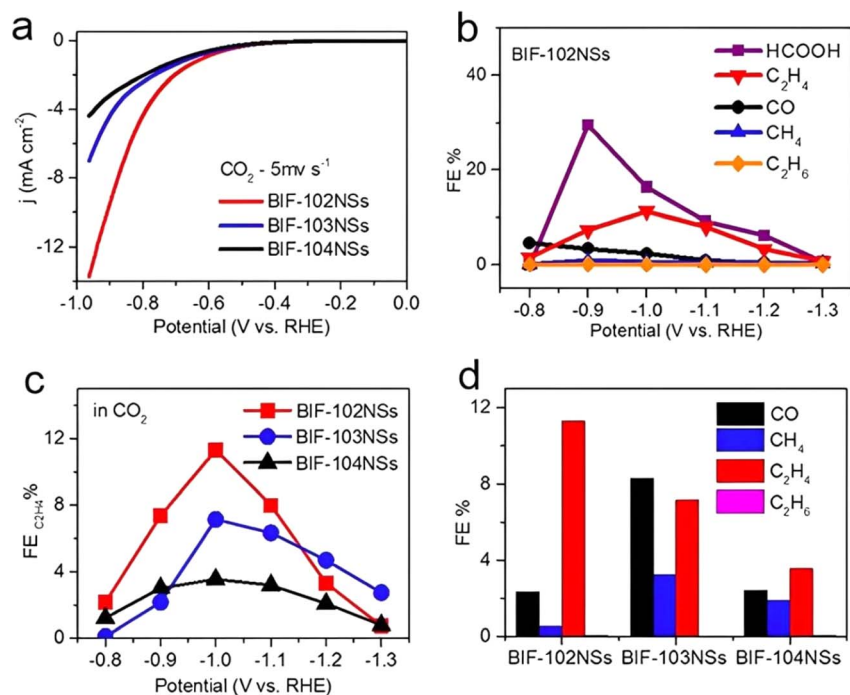 a
0
-4
-8
-12
j (mA cm⁻²)
CO₂ - 5mv s⁻¹
BIF-102NSs
BIF-103NSs
BIF-104NSs
-1.0 -0.8 -0.6 -0.4 -0.2 0.0
Potential (V vs. RHE)
b
BIF-102NSs
HCOOH
C₂H₄
CO
CH₄
C₂H₆
40
20
0
FE %
-0.8 -0.9 -1.0 -1.1 -1.2 -1.3
Potential (V vs. RHE)
c
in CO₂
BIF-102NSs
BIF-103NSs
BIF-104NSs
12
8
4
0
FE C2H4%
-0.8 -0.9 -1.0 -1.1 -1.2 -1.3
Potential (V vs. RHE)
d
CO
CH₄
C₂H₄
C₂H₆
12
8
4
0
FE %
BIF-102NSs BIF-103NSs BIF-104NSs